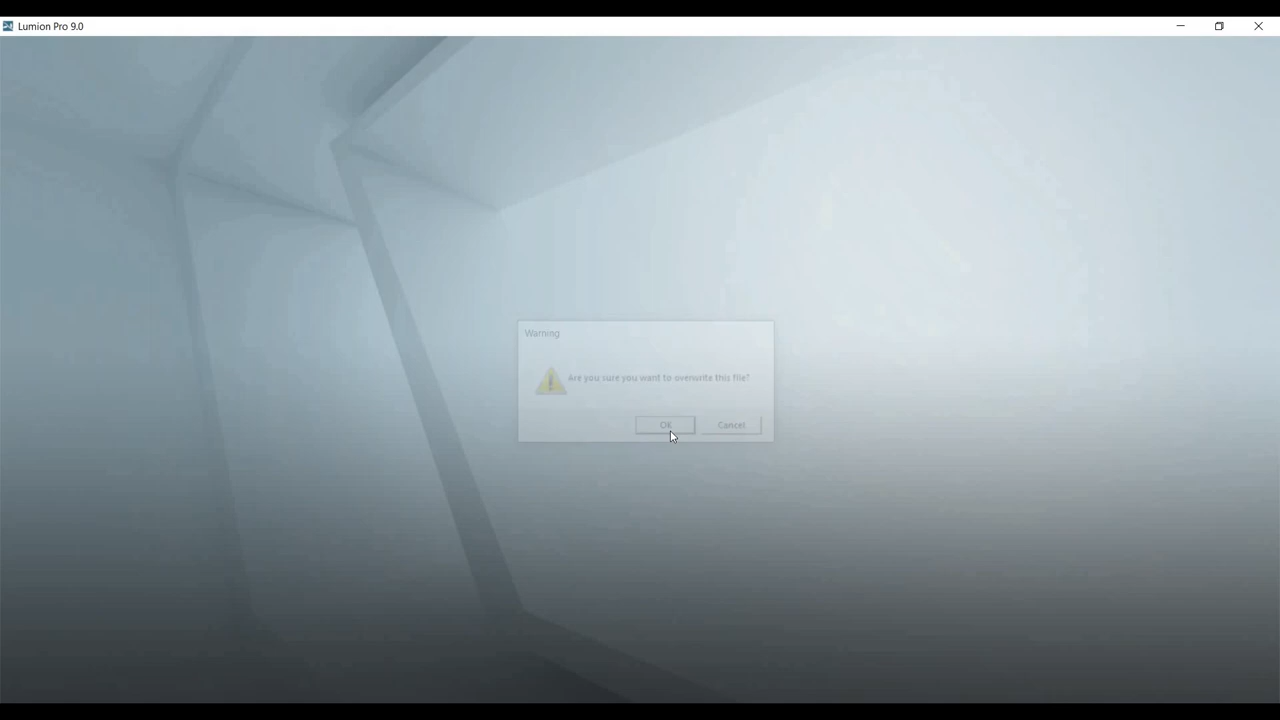 Lumion Pro 9.0
Warning
Are you sure you want to overwrite this file?
OK
Cancel